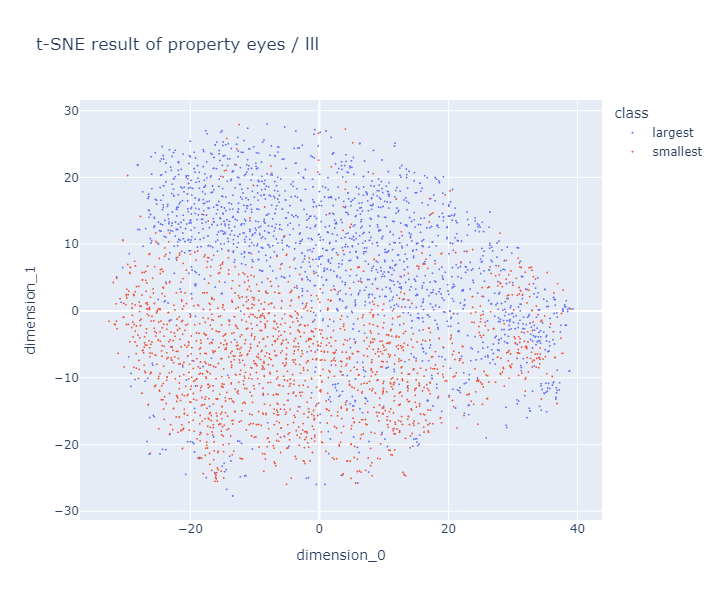 t-SNE result of property eyes / lll
class
largest
smallest
30
20
10
0
−10
−20
−30
dimension_1
−20
0
20
40
dimension_0